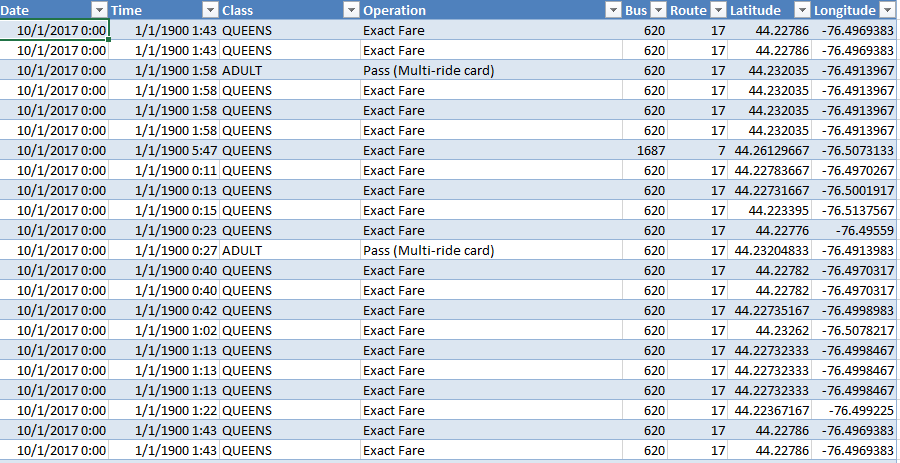 Date Time Class Operation Bus Route Latitude Longitude
10/1/2017 0:00 1/1/1900 1:43 QUEENS Exact Fare 620 17 44.22786 -76.4969383
10/1/2017 0:00 1/1/1900 1:43 QUEENS Exact Fare 620 17 44.22786 -76.4969383
10/1/2017 0:00 1/1/1900 1:58 ADULT Pass (Multi-ride card) 620 17 44.232035 -76.4913967
10/1/2017 0:00 1/1/1900 1:58 QUEENS Exact Fare 620 17 44.232035 -76.4913967
10/1/2017 0:00 1/1/1900 1:58 QUEENS Exact Fare 620 17 44.232035 -76.4913967
10/1/2017 0:00 1/1/1900 1:58 QUEENS Exact Fare 620 17 44.232035 -76.4913967
10/1/2017 0:00 1/1/1900 5:47 QUEENS Exact Fare 1687 7 44.26129667 -76.5073133
10/1/2017 0:00 1/1/1900 0:11 QUEENS Exact Fare 620 17 44.22783667 -76.4970267
10/1/2017 0:00 1/1/1900 0:13 QUEENS Exact Fare 620 17 44.22731667 -76.5001917
10/1/2017 0:00 1/1/1900 0:15 QUEENS Exact Fare 620 17 44.223395 -76.5137567
10/1/2017 0:00 1/1/1900 0:23 QUEENS Exact Fare 620 17 44.22776 -76.49559
10/1/2017 0:00 1/1/1900 0:27 ADULT Pass (Multi-ride card) 620 17 44.23204833 -76.4913983
10/1/2017 0:00 1/1/1900 0:40 QUEENS Exact Fare 620 17 44.22782 -76.4970317
10/1/2017 0:00 1/1/1900 0:40 QUEENS Exact Fare 620 17 44.22782 -76.4970317
10/1/2017 0:00 1/1/1900 0:42 QUEENS Exact Fare 620 17 44.22735167 -76.4998983
10/1/2017 0:00 1/1/1900 1:02 QUEENS Exact Fare 620 17 44.23262 -76.5078217
10/1/2017 0:00 1/1/1900 1:13 QUEENS Exact Fare 620 17 44.22732333 -76.4998467
10/1/2017 0:00 1/1/1900 1:13 QUEENS Exact Fare 620 17 44.22732333 -76.4998467
10/1/2017 0:00 1/1/1900 1:13 QUEENS Exact Fare 620 17 44.22732333 -76.4998467
10/1/2017 0:00 1/1/1900 1:22 QUEENS Exact Fare 620 17 44.22367167 -76.499225
10/1/2017 0:00 1/1/1900 1:43 QUEENS Exact Fare 620 17 44.22786 -76.4969383
10/1/2017 0:00 1/1/1900 1:43 QUEENS Exact Fare 620 17 44.22786 -76.4969383